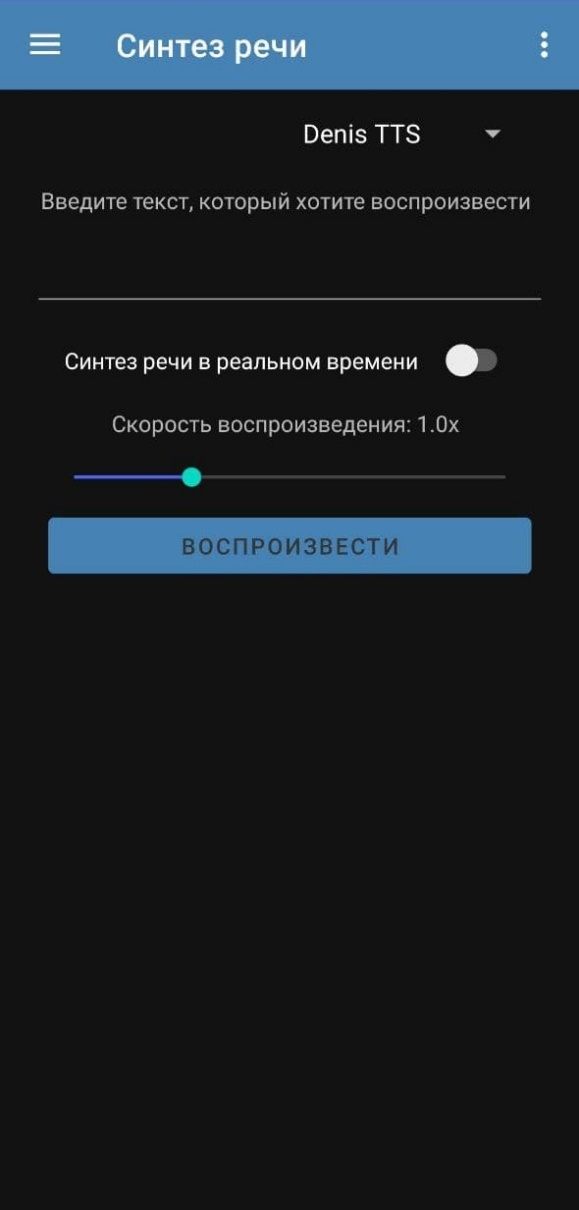 Синтез речи
Denis TTS
Введите текст, который хотите воспроизвести
Синтез речи в реальном времени
Скорость воспроизведения: 1.0x
ВОСПРОИЗВЕСТИ